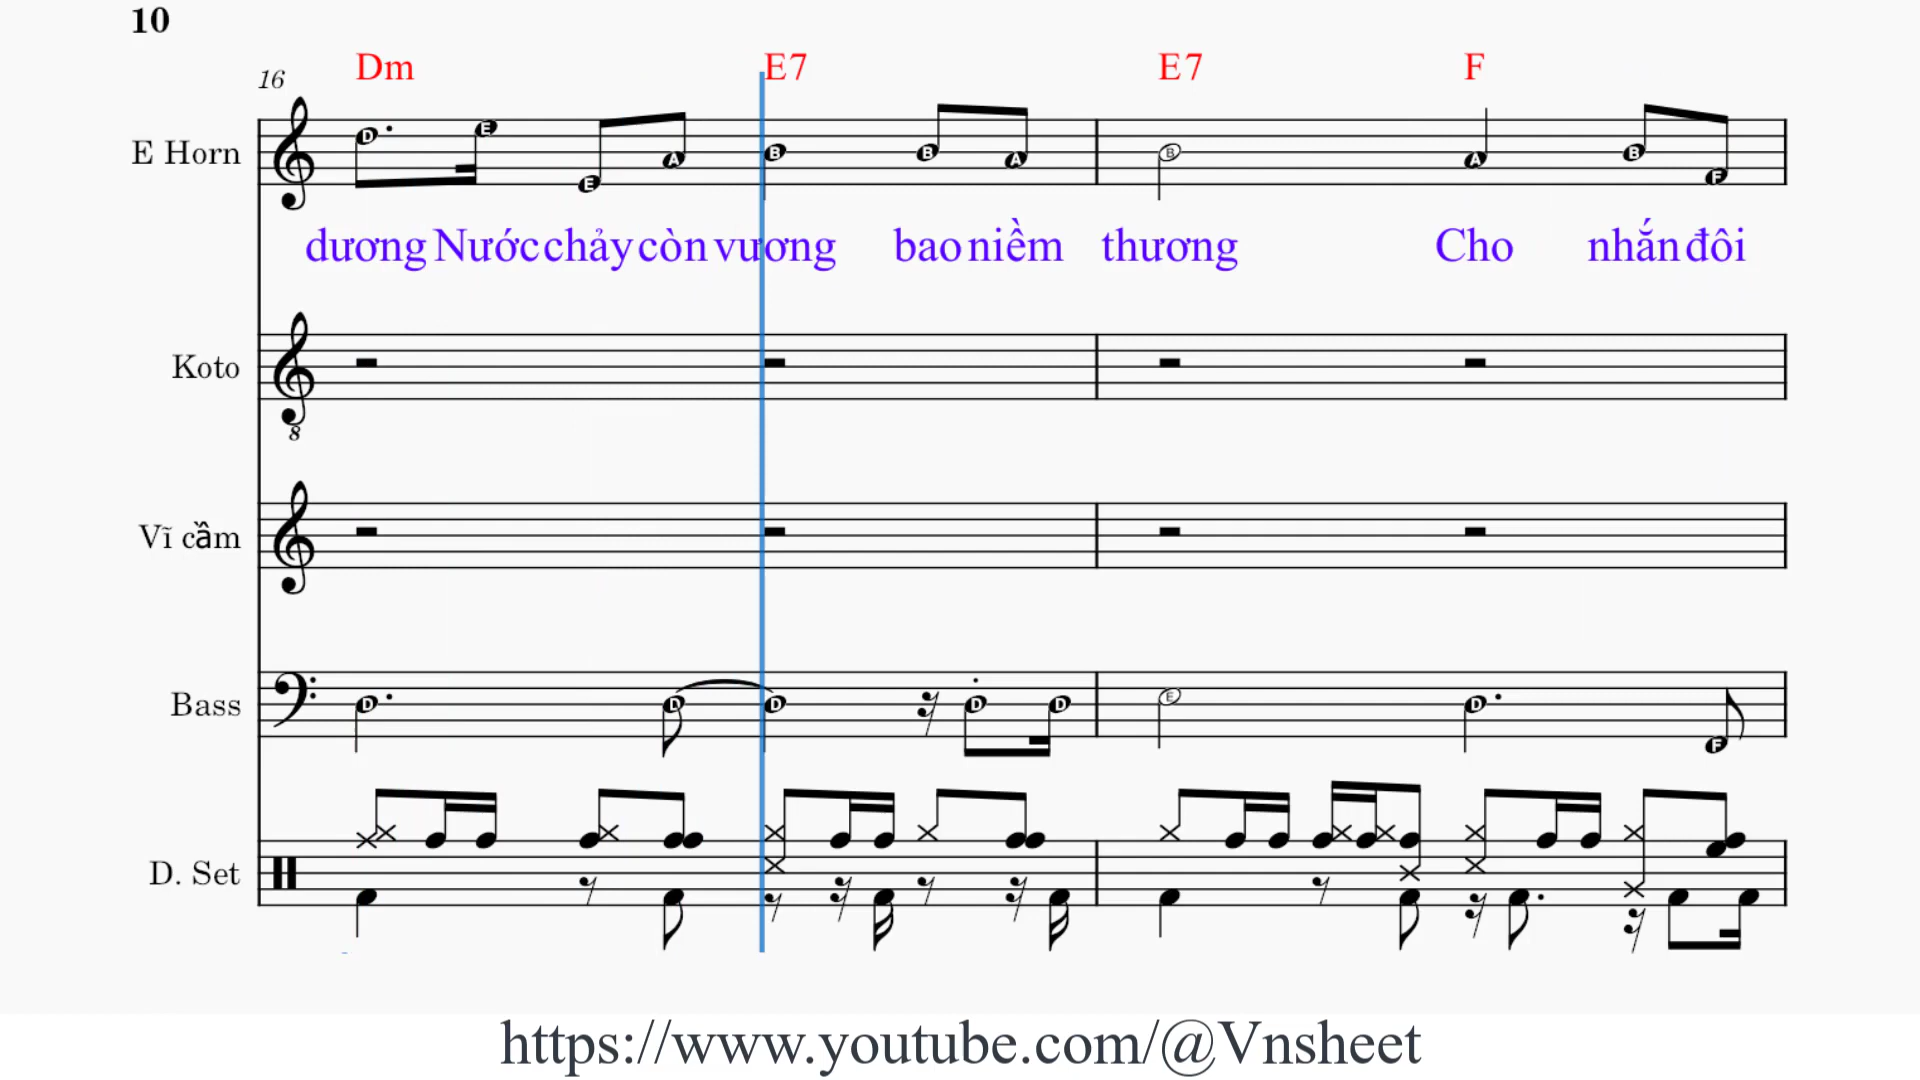 10
16
Dm E7 E7 F
E Horn
D E E A B B A B A B F
dương Nước chảy còn vương bao niềm thương Cho nhắn đôi
Koto
8
Vĩ cầm
Bass
D D D D D E D F
D. Set
https://www.youtube.com/@Vnsheet